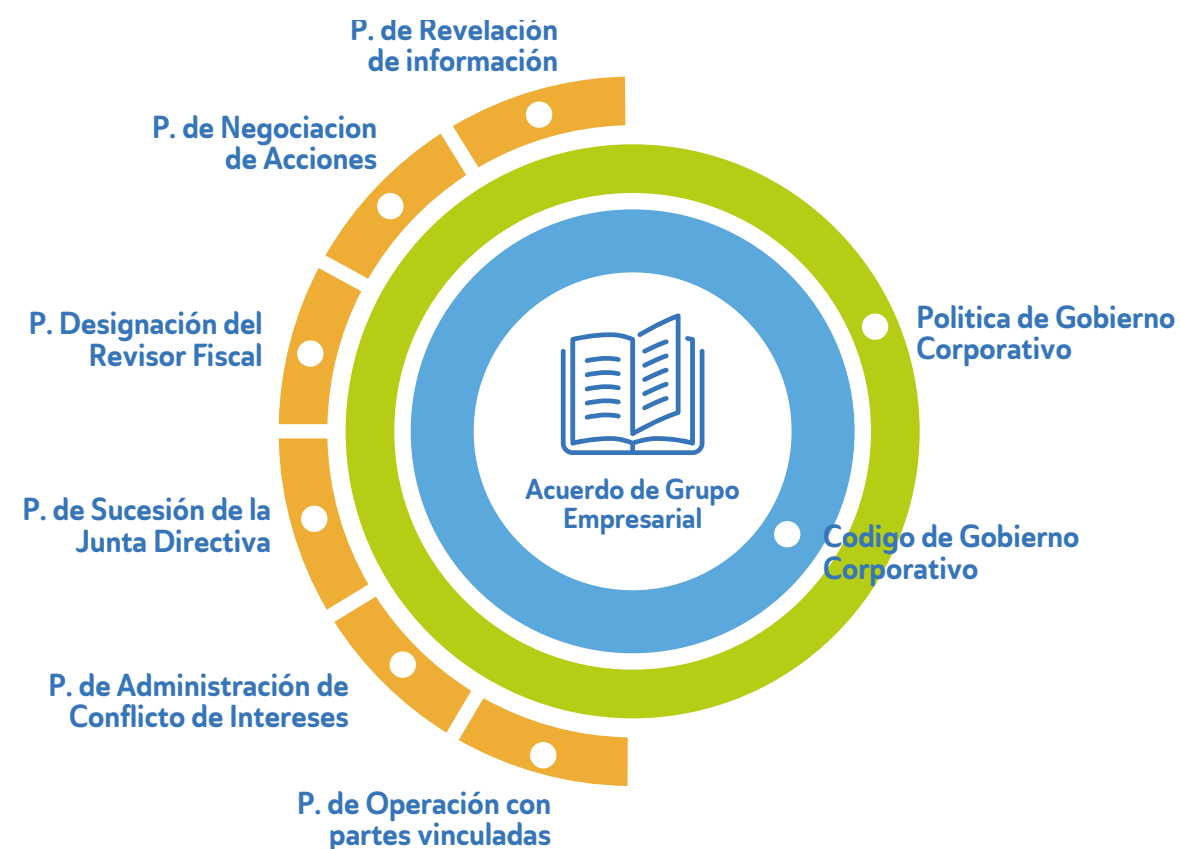 P. de Revelación
de información
P. de Negociacion
de Acciones
P. Designación del
Revisor Fiscal
P. de Sucesión de la
Junta Directiva
P. de Administración de
Conflicto de Intereses
P. de Operación con
partes vinculadas
Acuerdo de Grupo
Empresarial
Politica de Gobierno
Corporativo
Codigo de Gobierno
Corporativo